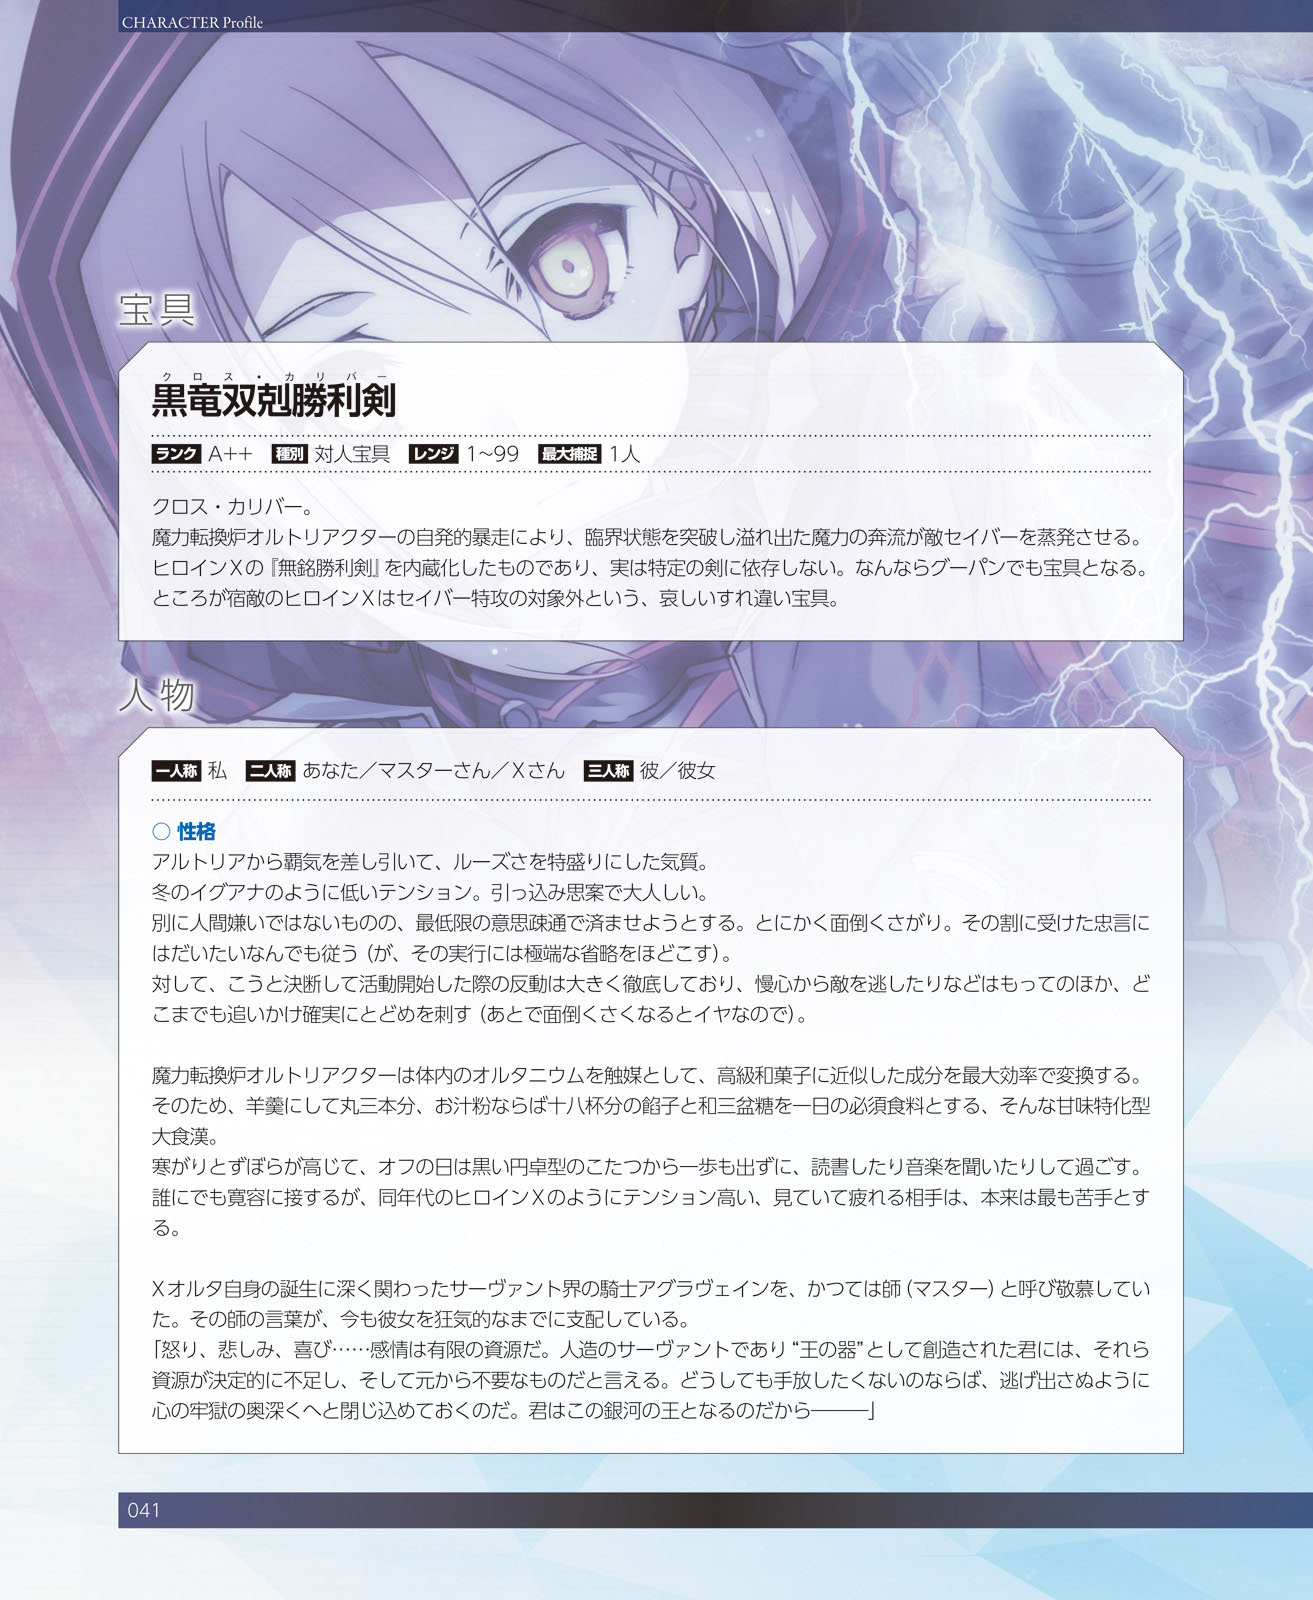 CHARACTER Profile
宝具
クロス・カリバー
黒竜双剋勝利剣
ランク A++ 種別 対人宝具 レンジ 1~99 最大捕捉 1人
クロス・カリバー。
魔力転換炉オルトリアクターの自発的暴走により、臨界状態を突破し溢れ出た魔力の奔流が敵セイバーを蒸発させる。
ヒロインXの『無銘勝利剣』を内蔵化したものであり、実は特定の剣に依存しない。なんならグーパンでも宝具となる。
ところが宿敵のヒロインXはセイバー特攻の対象外という、哀しいすれ違い宝具。
人物
一人称 私 二人称 あなた／マスターさん／Xさん 三人称 彼／彼女
○ 性格
アルトリアから覇気を差し引いて、ルーズさを特盛りにした気質。
冬のイグアナのように低いテンション。引っ込み思案で大人しい。
別に人間嫌いではないものの、最低限の意思疎通で済ませようとする。とにかく面倒くさがり。その割に受けた忠言に
はだいたいなんでも従う（が、その実行には極端な省略をほどこす）。
対して、こうと決断して活動開始した際の反動は大きく徹底しており、慢心から敵を逃したりなどはもってのほか、ど
こまでも追いかけ確実にとどめを刺す（あとで面倒くさくなるとイヤなので）。
魔力転換炉オルトリアクターは体内のオルタニウムを触媒として、高級和菓子に近似した成分を最大効率で変換する。
そのため、羊羹にして丸三本分、お汁粉ならば十八杯分の餡子と和三盆糖を一日の必須食料とする、そんな甘味特化型
大食漢。
寒がりとずぼらが高じて、オフの日は黒い円卓型のこたつから一歩も出ずに、読書したり音楽を聞いたりして過ごす。
誰にでも寛容に接するが、同年代のヒロインXのようにテンション高い、見ていて疲れる相手は、本来は最も苦手とす
る。
Xオルタ自身の誕生に深く関わったサーヴァント界の騎士アグラヴェインを、かつては師（マスター）と呼び敬慕してい
た。その師の言葉が、今も彼女を狂気的なまでに支配している。
「怒り、悲しみ、喜び……感情は有限の資源だ。人造のサーヴァントであり“王の器”として創造された君には、それら
資源が決定的に不足し、そして元から不要なものだと言える。どうしても手放したくないのならば、逃げ出さぬように
心の牢獄の奥深くへと閉じ込めておくのだ。君はこの銀河の王となるのだから―――」
041